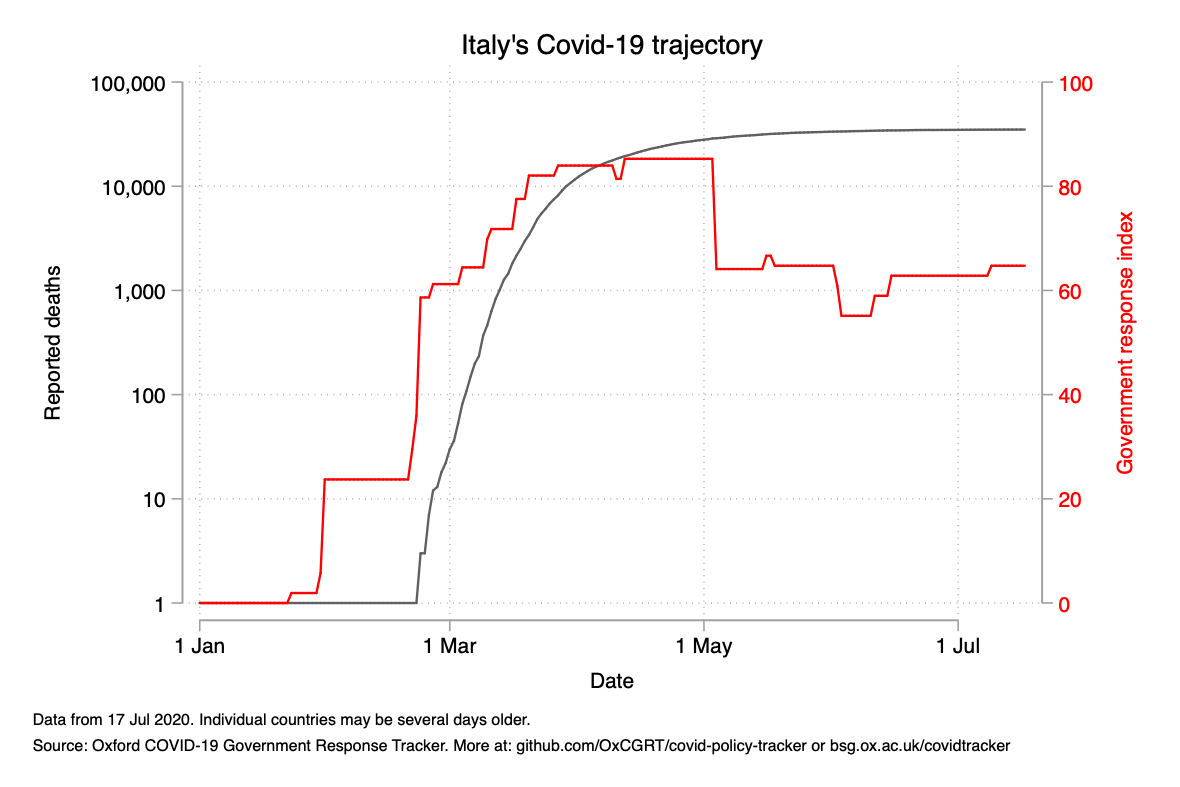 Italy's Covid-19 trajectory
100,000
10,000
1,000
100
10
1
Reported deaths
100
80
60
40
20
0
Government response index
1 Jan
1 Mar
1 May
1 Jul
Date
Data from 17 Jul 2020. Individual countries may be several days older.
Source: Oxford COVID-19 Government Response Tracker. More at: github.com/OxCGRT/covid-policy-tracker or bsg.ox.ac.uk/covidtracker